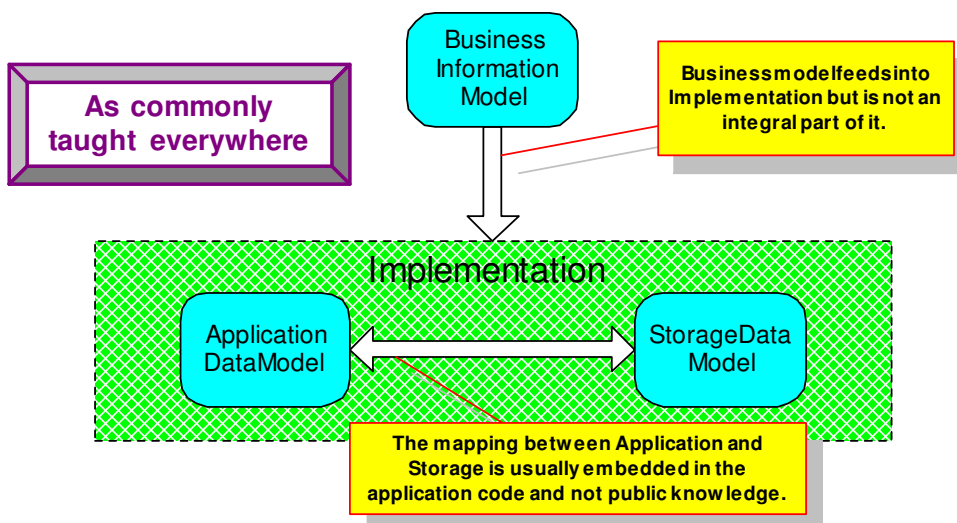 As commonly
taught everywhere
Business
Information
Model
Businessmodelfeedsinto
Implementation but is not an
integral part of it.
Implementation
Application
DataModel
StorageData
Model
The mapping between Application and
Storage is usually embedded in the
application code and not public knowledge.